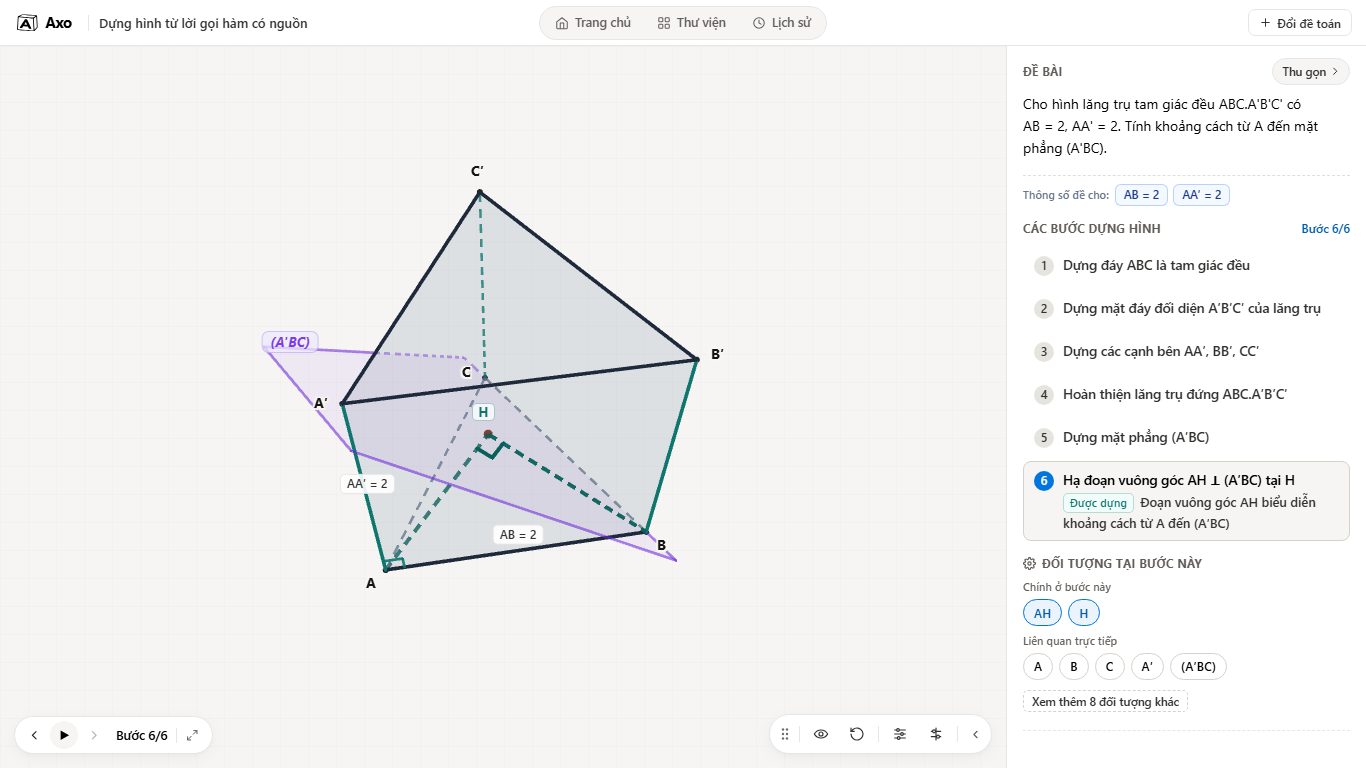 Axo
Dựng hình từ lời gọi hàm có nguồn
Trang chủ
Thư viện
Lịch sử
Đổi đề toán
C′
(A′BC)
C
B′
A′
H
AA′ = 2
AB = 2
B
A
Bước 6/6
ĐỀ BÀI
Thu gọn
Cho hình lăng trụ tam giác đều ABC.A'B'C' có
AB = 2, AA' = 2. Tính khoảng cách từ A đến mặt
phẳng (A'BC).
Thông số đề cho: AB = 2 AA′ = 2
CÁC BƯỚC DỰNG HÌNH
Bước 6/6
1 Dựng đáy ABC là tam giác đều
2 Dựng mặt đáy đối diện A′B′C′ của lăng trụ
3 Dựng các cạnh bên AA′, BB′, CC′
4 Hoàn thiện lăng trụ đứng ABC.A′B′C′
5 Dựng mặt phẳng (A′BC)
6 Hạ đoạn vuông góc AH ⊥ (A′BC) tại H
Được dựng Đoạn vuông góc AH biểu diễn
khoảng cách từ A đến (A′BC)
ĐỐI TƯỢNG TẠI BƯỚC NÀY
Chính ở bước này
AH H
Liên quan trực tiếp
A B C A′ (A′BC)
Xem thêm 8 đối tượng khác